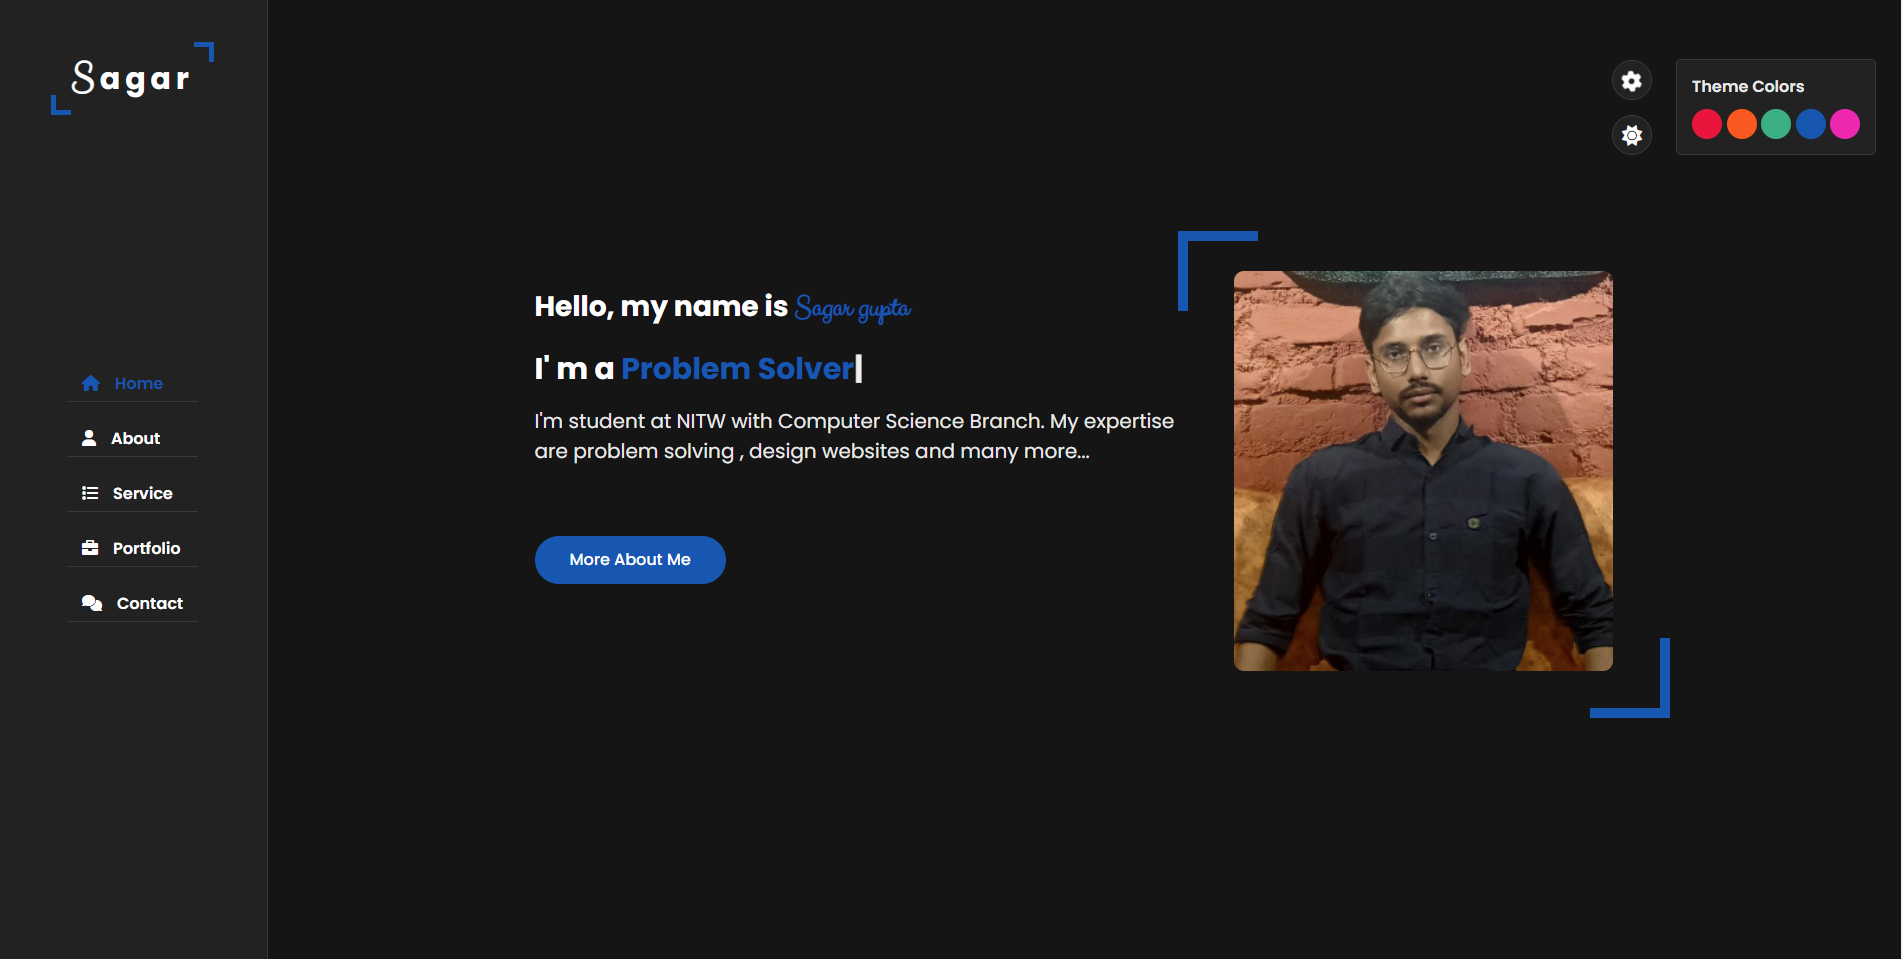 Sagar
Home
About
Service
Portfolio
Contact
Hello, my name is Sagar gupta
I' m a Problem Solver|
I'm student at NITW with Computer Science Branch. My expertise
are problem solving , design websites and many more...
More About Me
Theme Colors